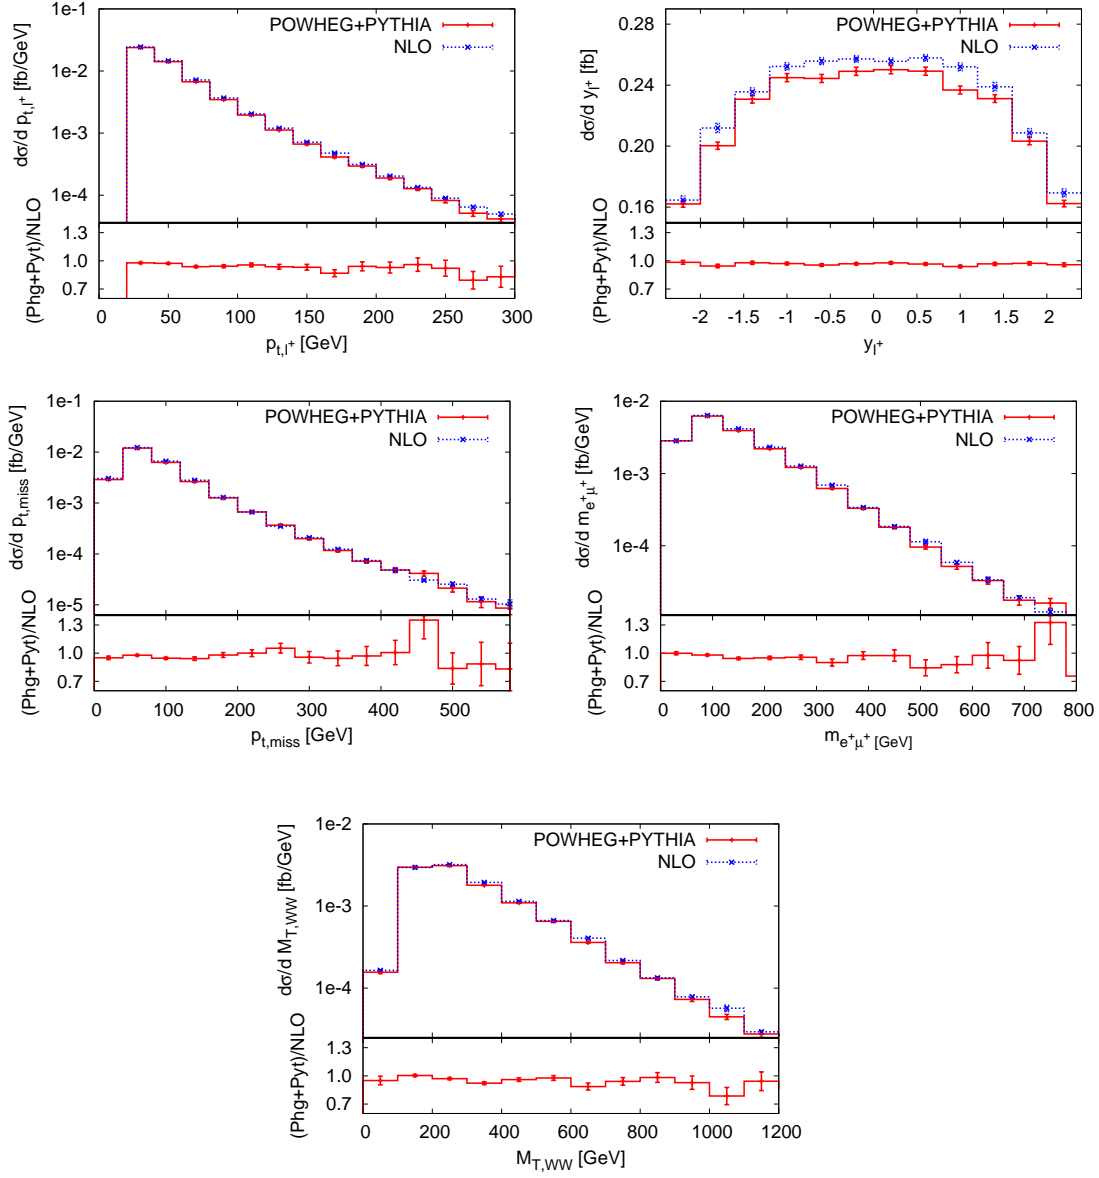 dσ/d p_{t,l^+} [fb/GeV]
1e-1
1e-2
1e-3
1e-4
POWHEG+PYTHIA
NLO
(Phg+Pyt)/NLO
1.3
1.0
0.7
0 50 100 150 200 250 300
p_{t,l^+} [GeV]
dσ/d y_{l^+} [fb]
0.28
0.24
0.20
0.16
POWHEG+PYTHIA
NLO
(Phg+Pyt)/NLO
1.3
1.0
0.7
-2 -1.5 -1 -0.5 0 0.5 1 1.5 2
y_{l^+}
dσ/d p_{t,miss} [fb/GeV]
1e-1
1e-2
1e-3
1e-4
1e-5
POWHEG+PYTHIA
NLO
(Phg+Pyt)/NLO
1.3
1.0
0.7
0 100 200 300 400 500
p_{t,miss} [GeV]
dσ/d m_{e^+μ^+} [fb/GeV]
1e-2
1e-3
1e-4
POWHEG+PYTHIA
NLO
(Phg+Pyt)/NLO
1.3
1.0
0.7
0 100 200 300 400 500 600 700 800
m_{e^+μ^+} [GeV]
dσ/d M_{T,WW} [fb/GeV]
1e-2
1e-3
1e-4
POWHEG+PYTHIA
NLO
(Phg+Pyt)/NLO
1.3
1.0
0.7
0 200 400 600 800 1000 1200
M_{T,WW} [GeV]